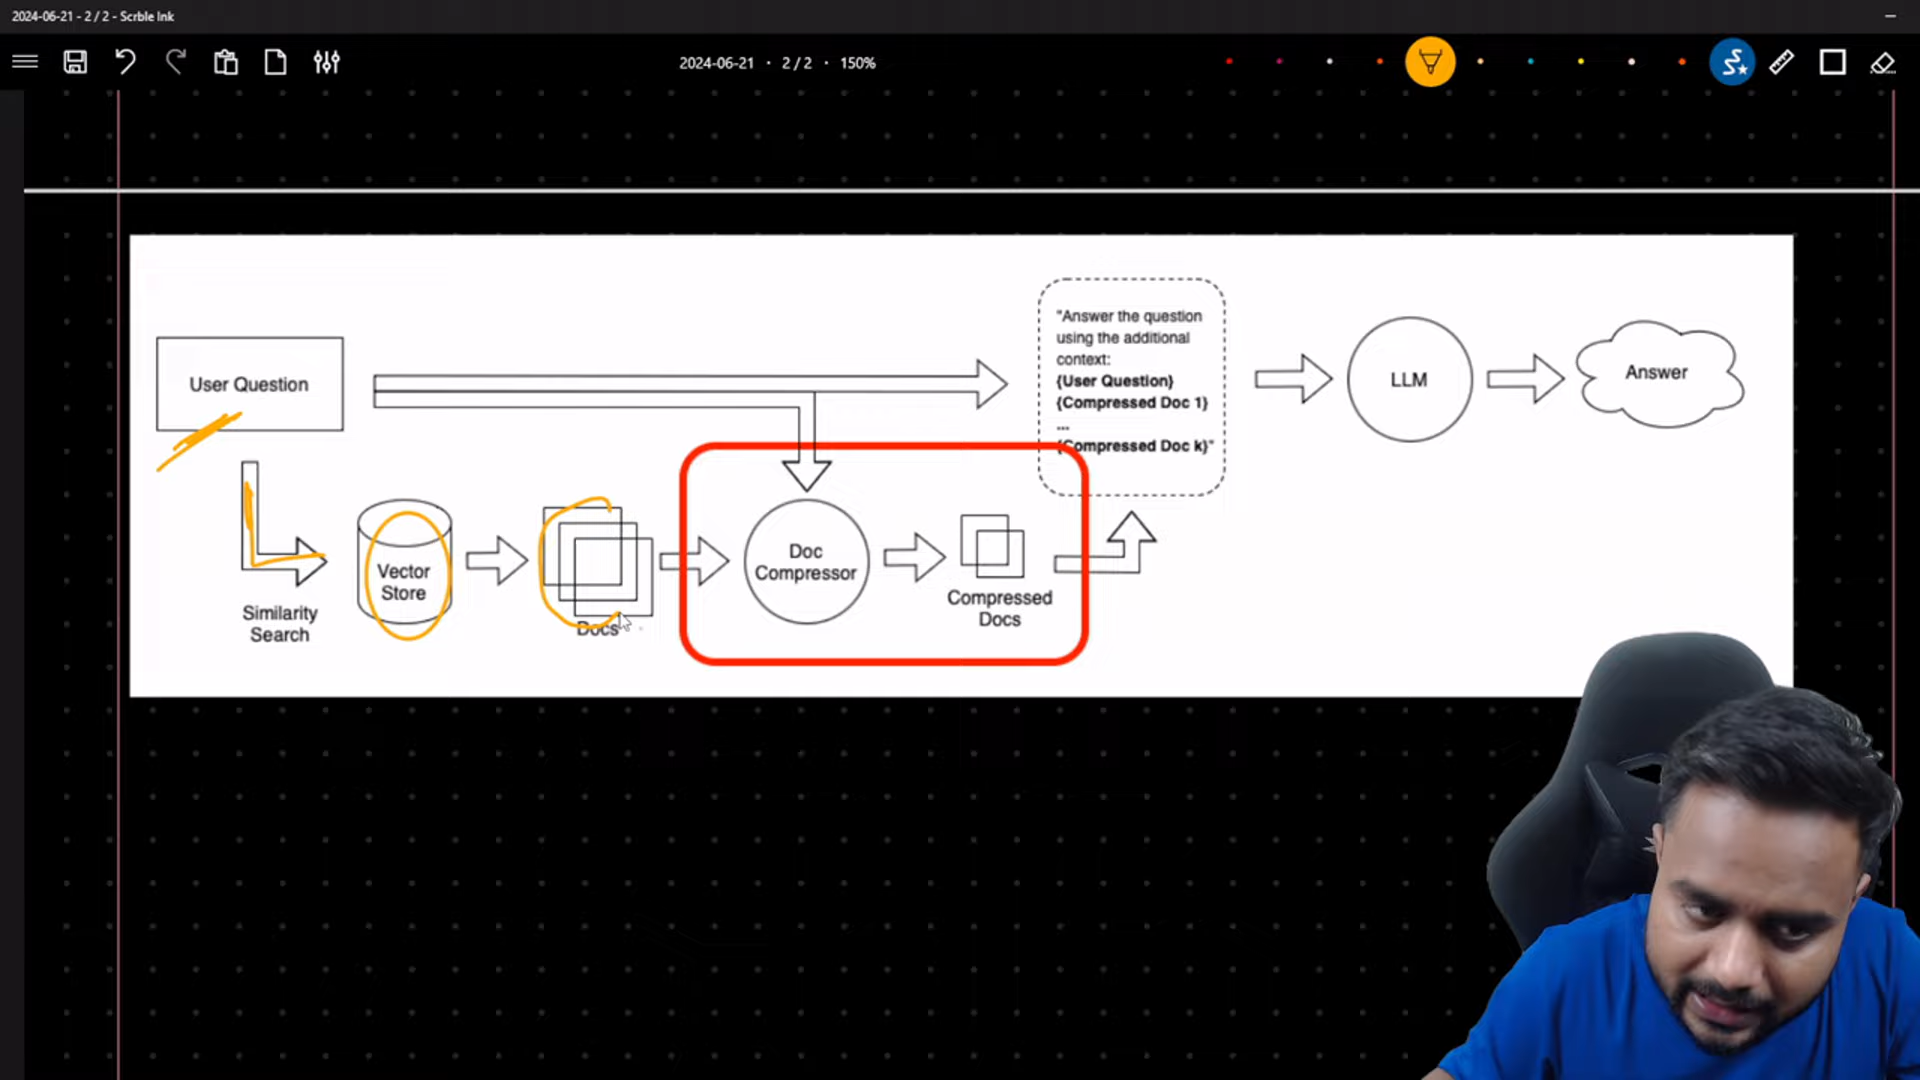 2024-06-21 - 2 / 2 - Scrble Ink
2024-06-21 · 2 / 2 · 150%
User Question
"Answer the question
using the additional
context:
{User Question}
{Compressed Doc 1}
...
{Compressed Doc k}"
LLM
Answer
Similarity
Search
Vector
Store
Docs
Doc
Compressor
Compressed
Docs